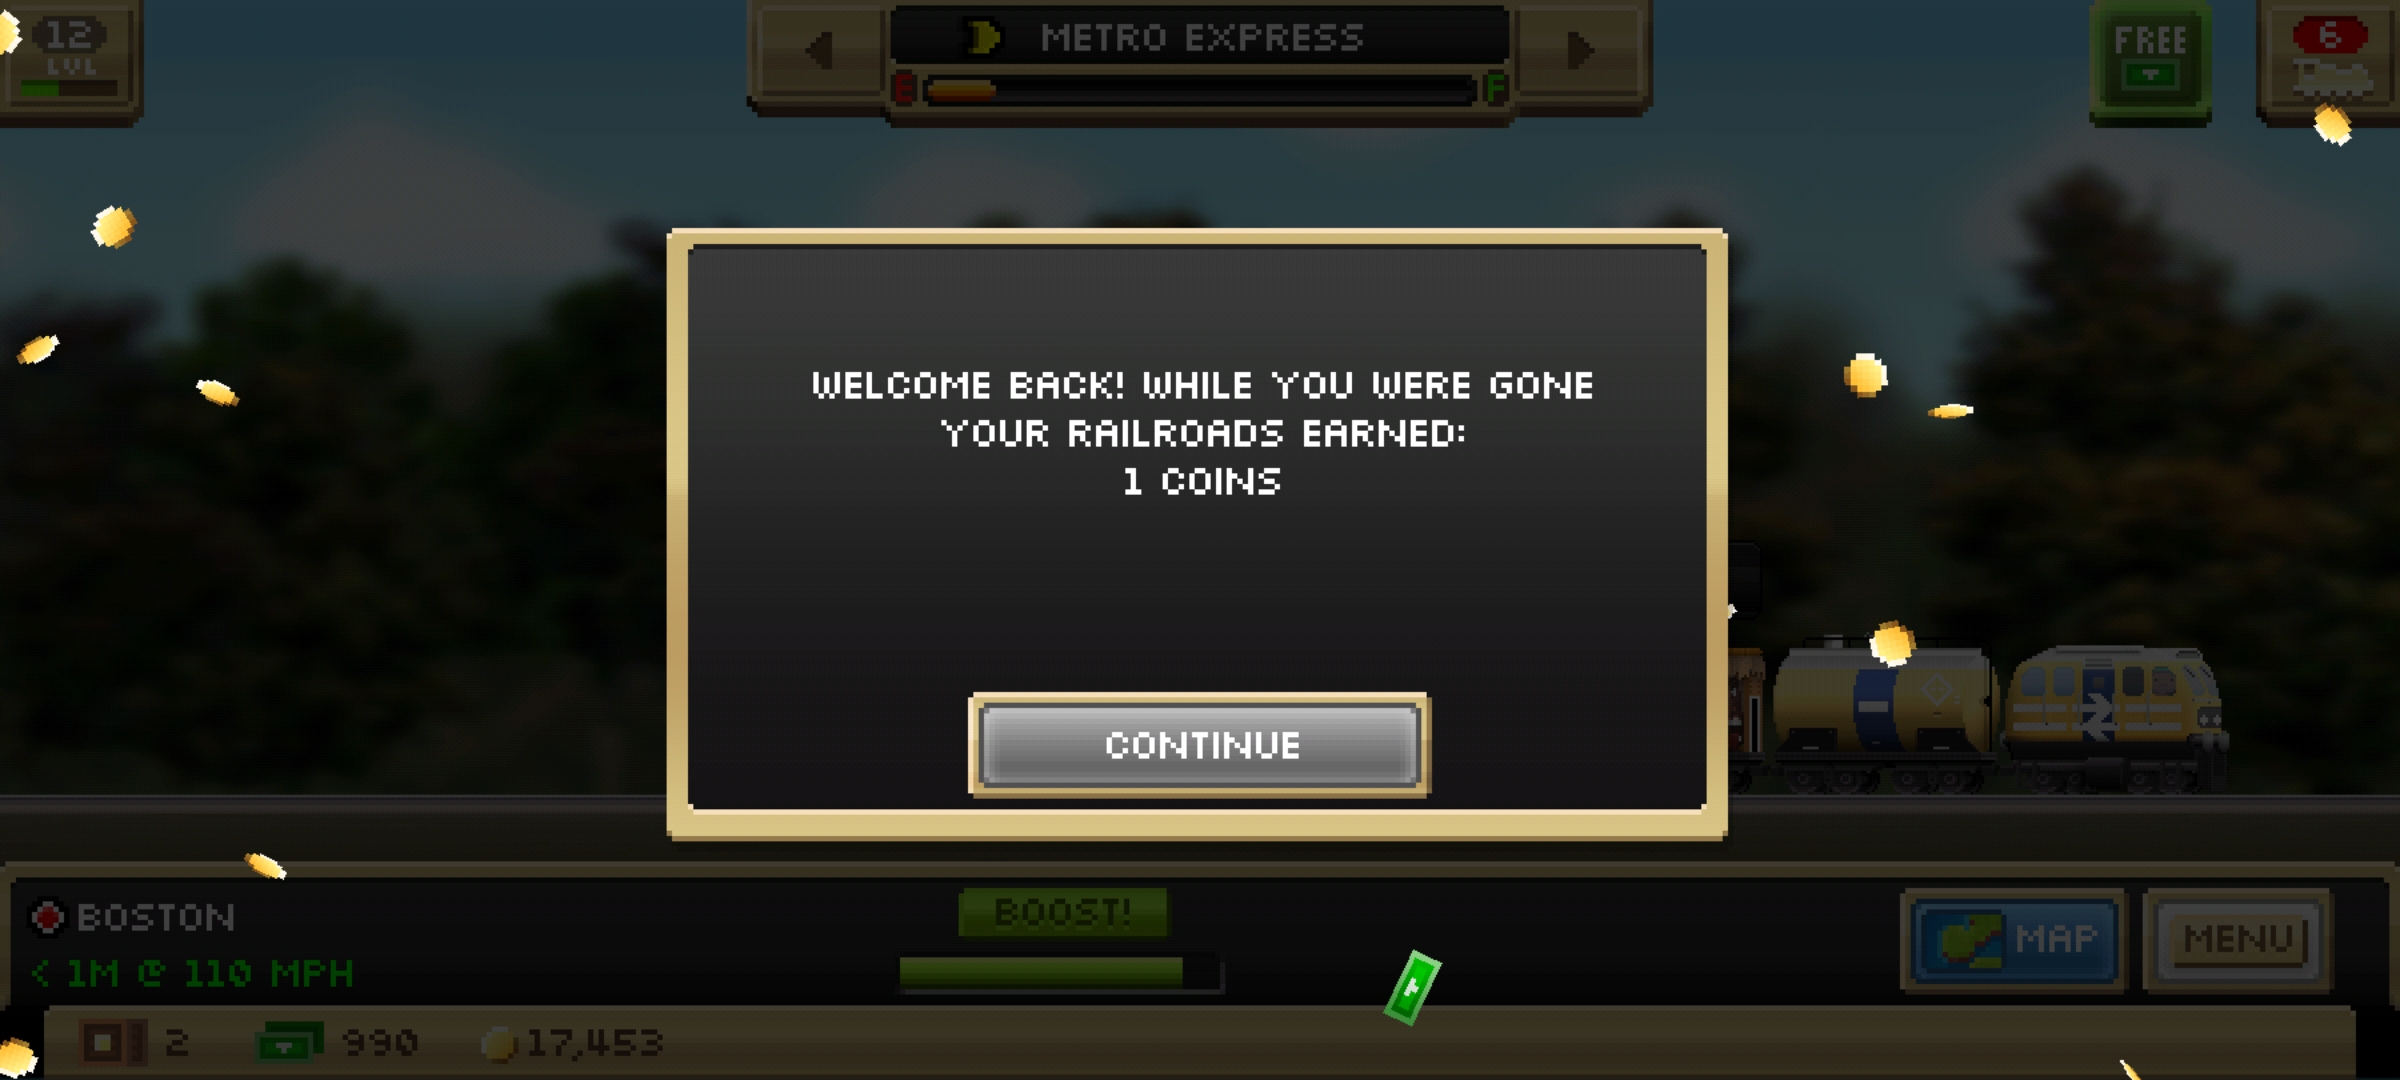 12
LVL
METRO EXPRESS
E F
FREE
6
WELCOME BACK! WHILE YOU WERE GONE
YOUR RAILROADS EARNED:
1 COINS
CONTINUE
BOSTON
< 1M @ 110 MPH
BOOST!
MAP
MENU
2 990 17,453